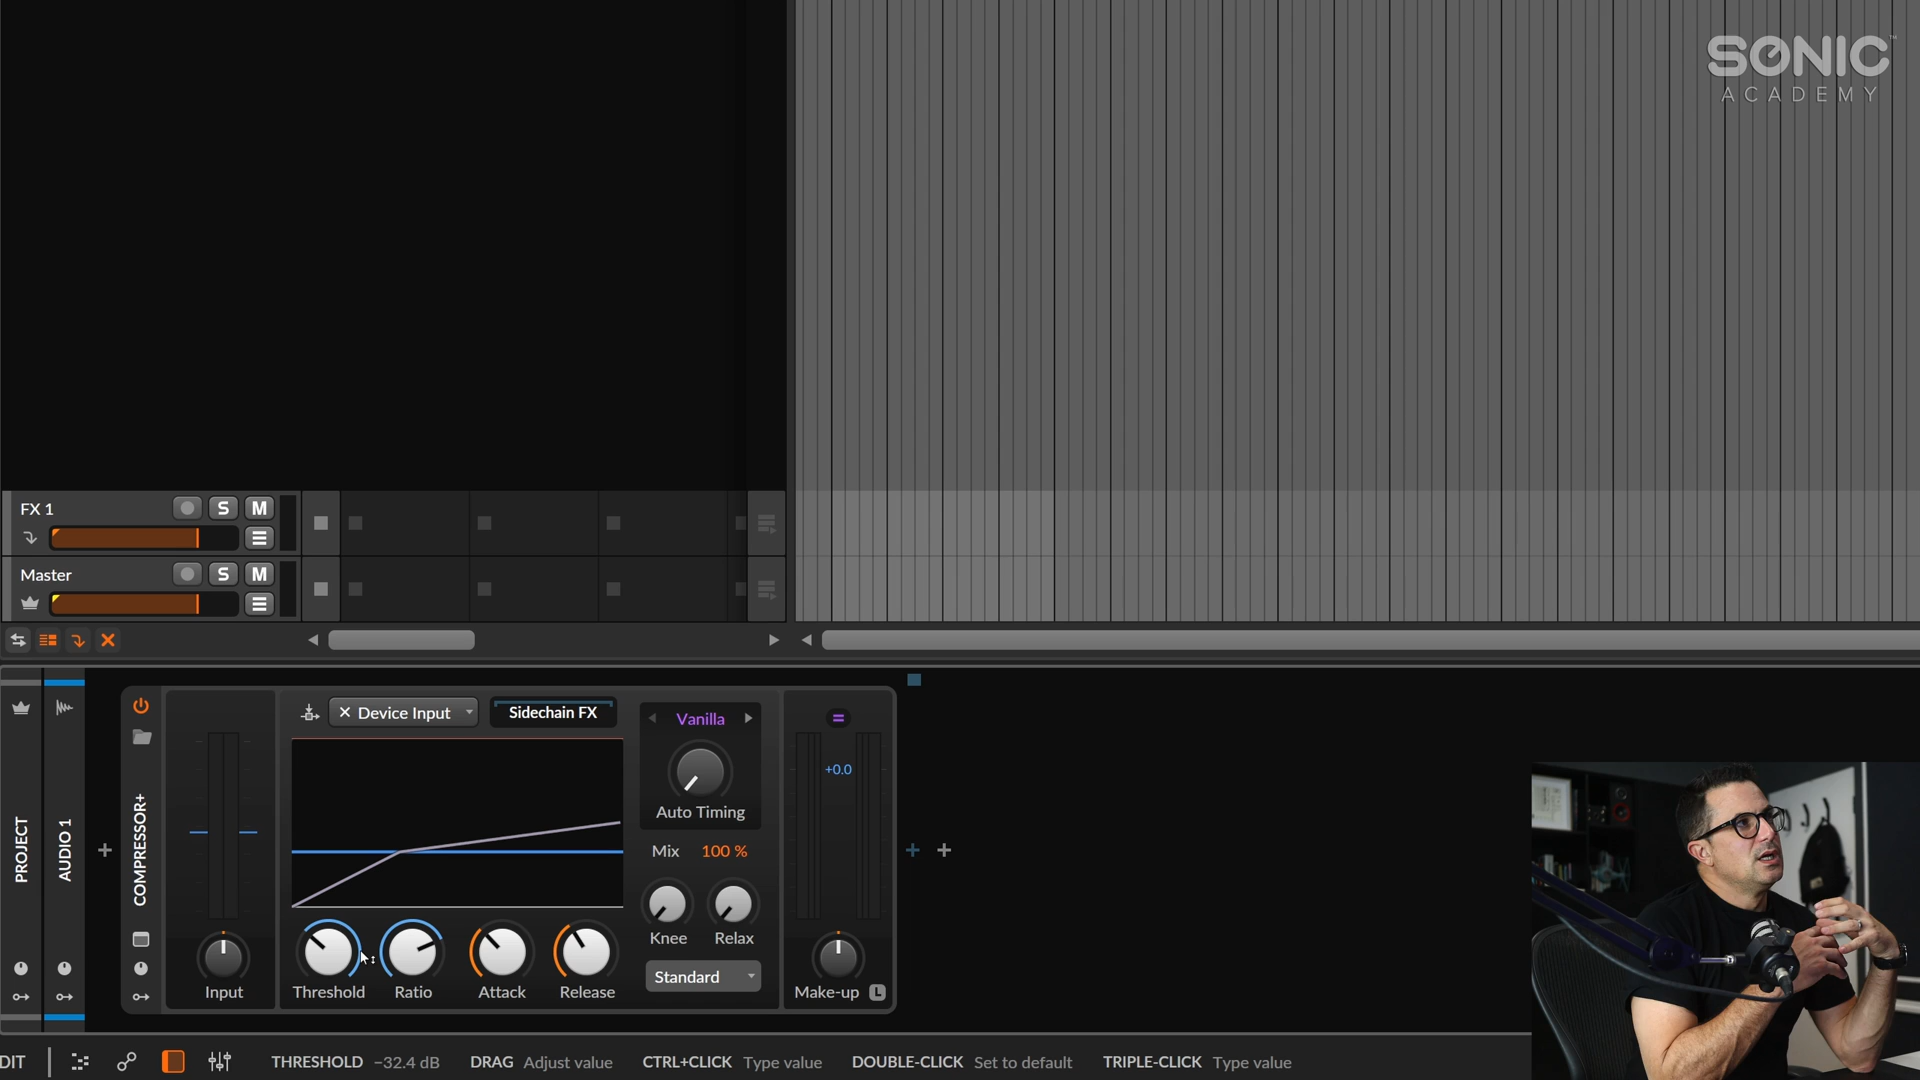 SONIC™
ACADEMY
FX 1
S
M
Master
S
M
PROJECT
AUDIO 1
COMPRESSOR+
Device Input
Sidechain FX
Vanilla
+0.0
Auto Timing
Mix 100 %
Knee
Relax
Standard
Input
Threshold
Ratio
Attack
Release
Make-up
L
DIT
THRESHOLD −32.4 dB DRAG Adjust value CTRL+CLICK Type value DOUBLE-CLICK Set to default TRIPLE-CLICK Type value